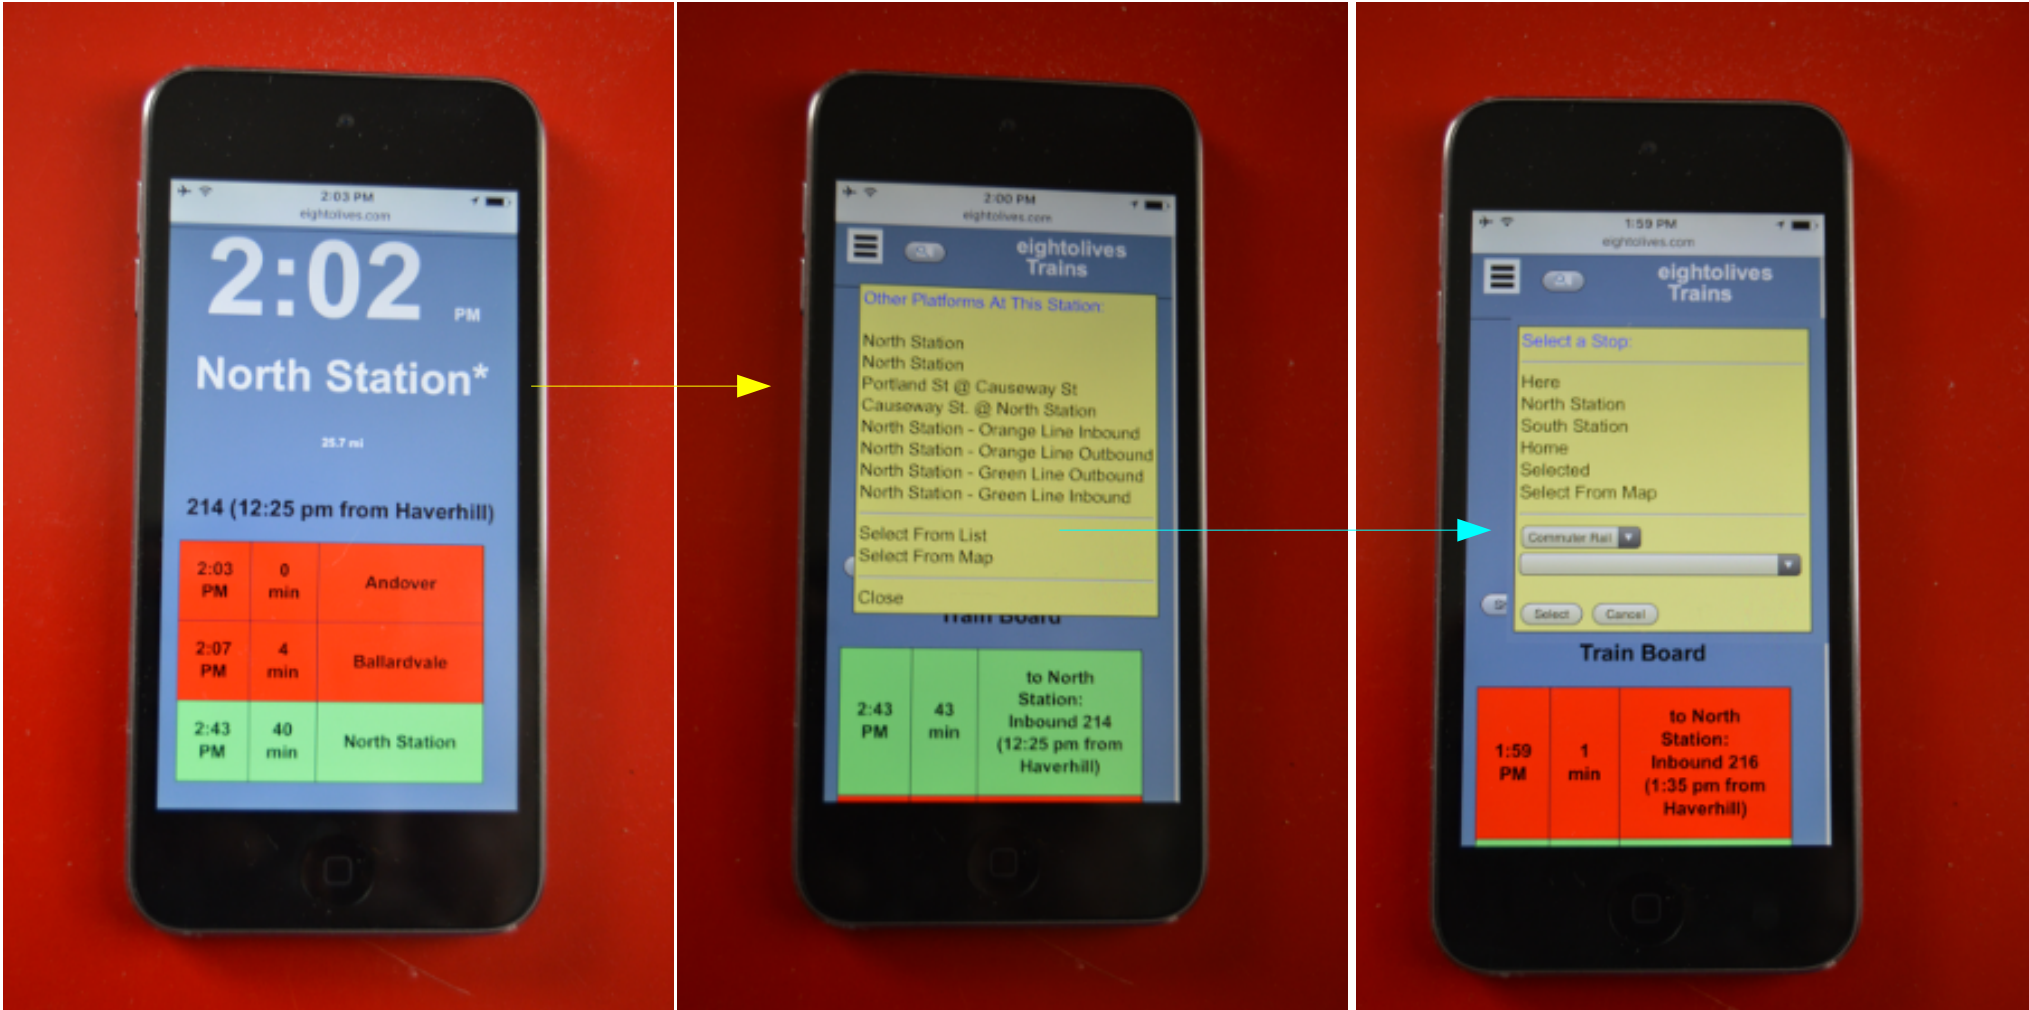 2:03 PM
eightolives.com
2:02 PM
North Station*
25.7 mi
214 (12:25 pm from Haverhill)
2:03 PM 0 min Andover
2:07 PM 4 min Ballardvale
2:43 PM 40 min North Station
2:00 PM
eightolives.com
eightolives
Trains
Other Platforms At This Station:
North Station
North Station
Portland St @ Causeway St
Causeway St. @ North Station
North Station - Orange Line Inbound
North Station - Orange Line Outbound
North Station - Green Line Outbound
North Station - Green Line Inbound
Select From List
Select From Map
Close
Train Board
2:43 PM 43 min to North Station: Inbound 214 (12:25 pm from Haverhill)
1:59 PM
eightolives.com
eightolives
Trains
Select a Stop:
Here
North Station
South Station
Home
Selected
Select From Map
Commuter Rail
Select Cancel
Train Board
1:59 PM 1 min to North Station: Inbound 216 (1:35 pm from Haverhill)